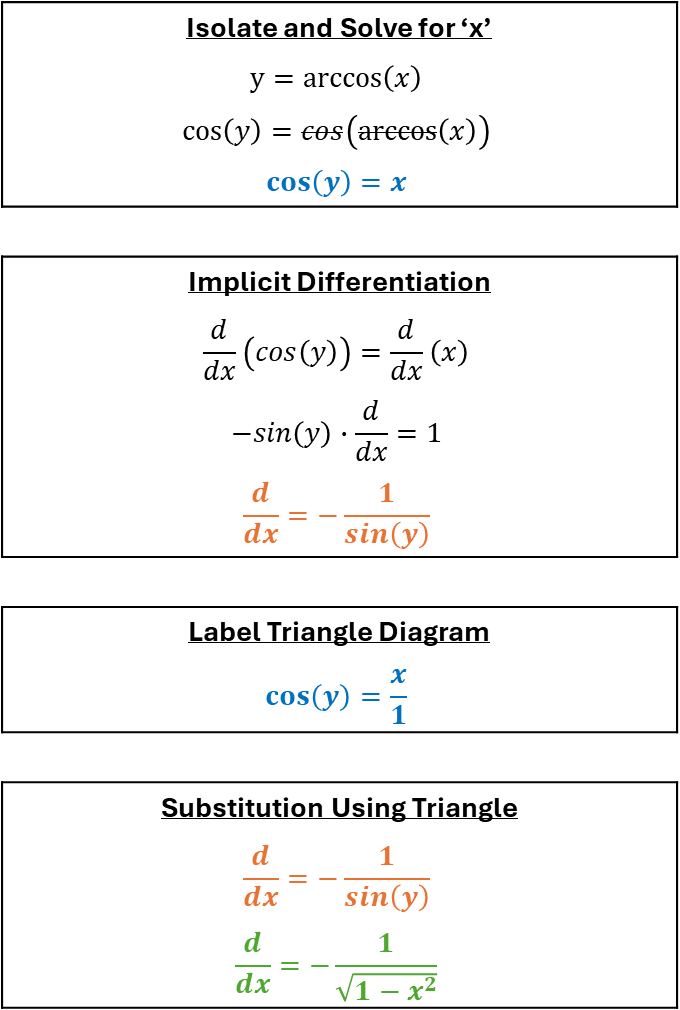 Isolate and Solve for ‘x’
y = arccos(x)
cos(y) = cos(arccos(x))
cos(y) = x
Implicit Differentiation
d/dx (cos(y)) = d/dx (x)
−sin(y) · d/dx = 1
d/dx = − 1/sin(y)
Label Triangle Diagram
cos(y) = x/1
Substitution Using Triangle
d/dx = − 1/sin(y)
d/dx = − 1/√(1 − x²)